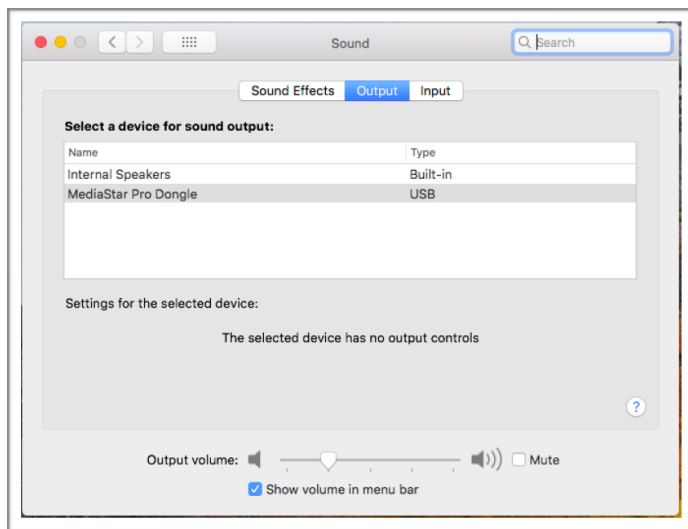 Sound
Search
Sound Effects Output Input
Select a device for sound output:
Name Type
Internal Speakers Built-in
MediaStar Pro Dongle USB
Settings for the selected device:
The selected device has no output controls
?
Output volume: Mute
Show volume in menu bar